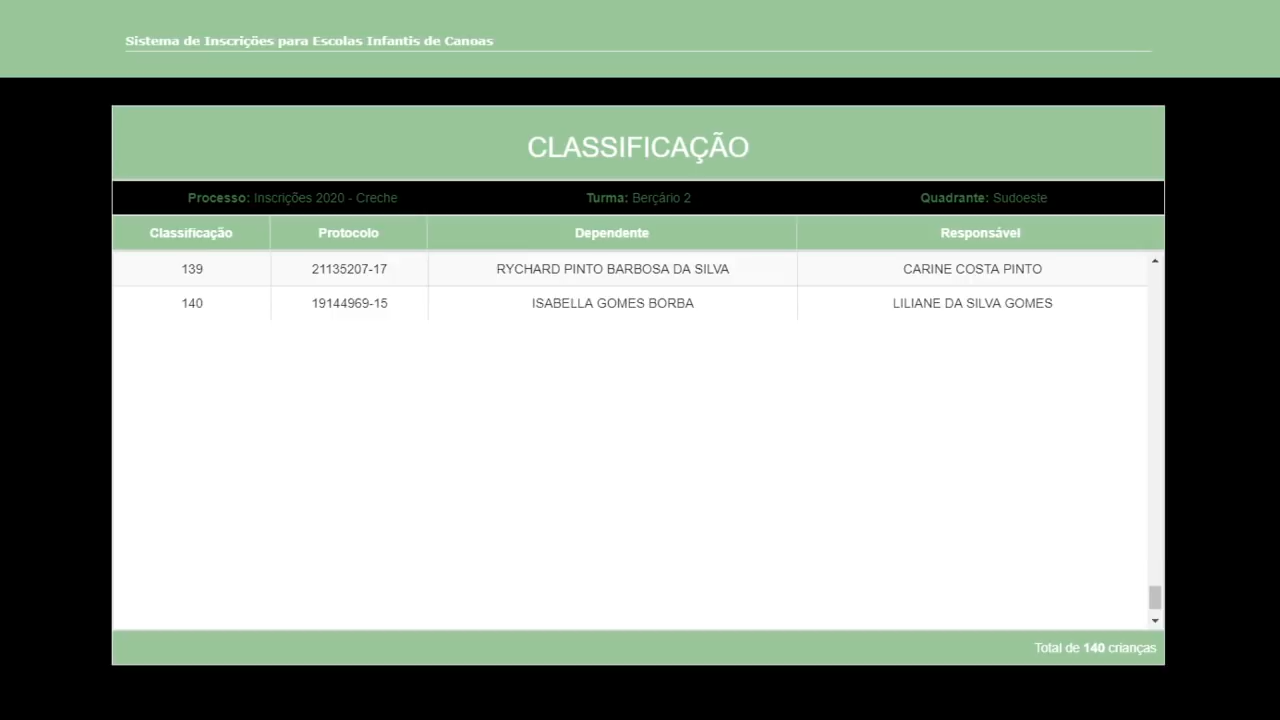 Sistema de Inscrições para Escolas Infantis de Canoas
CLASSIFICAÇÃO
Processo: Inscrições 2020 - Creche Turma: Berçário 2 Quadrante: Sudoeste
Classificação Protocolo Dependente Responsável
139 21135207-17 RYCHARD PINTO BARBOSA DA SILVA CARINE COSTA PINTO
140 19144969-15 ISABELLA GOMES BORBA LILIANE DA SILVA GOMES
Total de 140 crianças